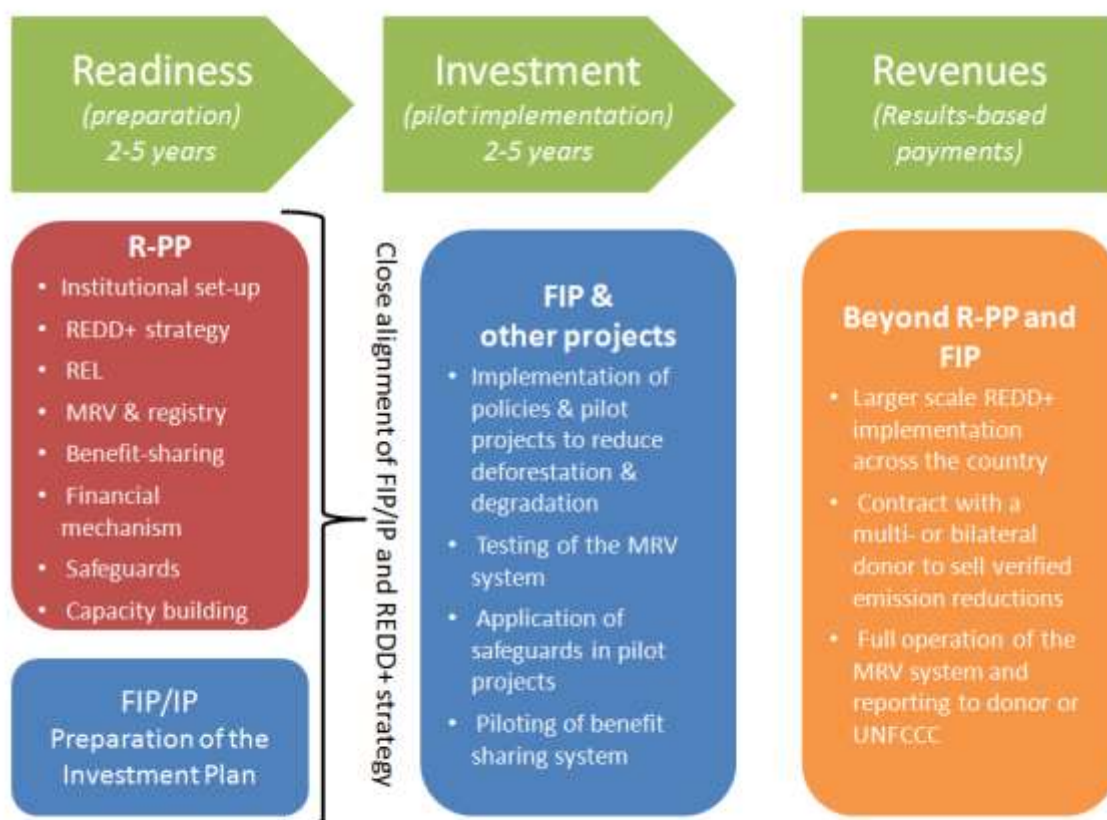 Readiness
(preparation)
2-5 years
Investment
(pilot implementation)
2-5 years
Revenues
(Results-based
payments)
R-PP
• Institutional set-up
• REDD+ strategy
• REL
• MRV & registry
• Benefit-sharing
• Financial
mechanism
• Safeguards
• Capacity building
FIP/IP
Preparation of the
Investment Plan
Close alignment of FIP/IP and REDD+ strategy
FIP &
other projects
• Implementation of
policies & pilot
projects to reduce
deforestation &
degradation
• Testing of the MRV
system
• Application of
safeguards in pilot
projects
• Piloting of benefit
sharing system
Beyond R-PP and
FIP
• Larger scale REDD+
implementation
across the country
• Contract with a
multi- or bilateral
donor to sell verified
emission reductions
• Full operation of the
MRV system and
reporting to donor or
UNFCCC